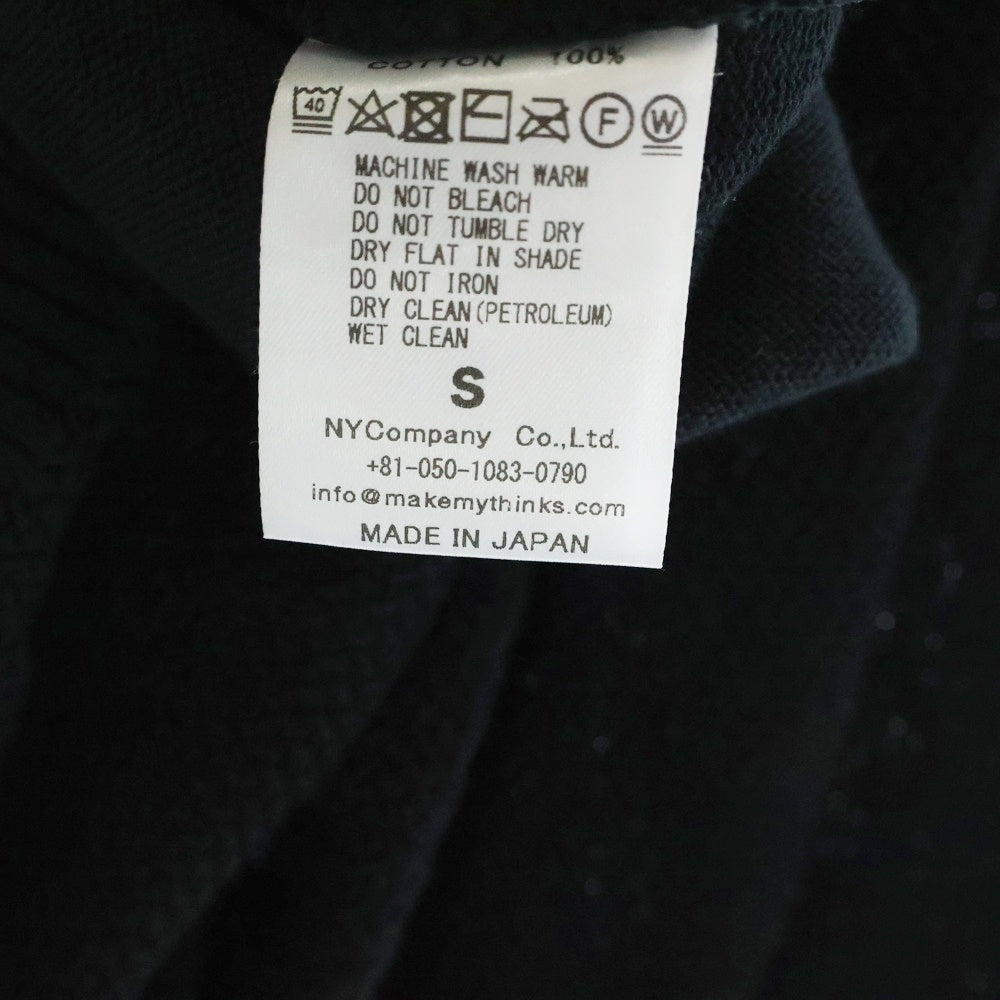 COTTON 100%
40 F W
MACHINE WASH WARM
DO NOT BLEACH
DO NOT TUMBLE DRY
DRY FLAT IN SHADE
DO NOT IRON
DRY CLEAN(PETROLEUM)
WET CLEAN
S
NYCompany Co.,Ltd.
+81-050-1083-0790
info@makemythinks.com
MADE IN JAPAN